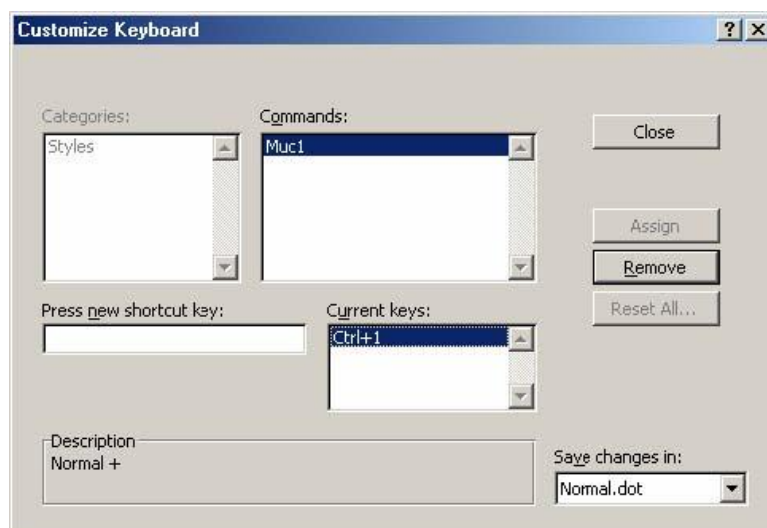 Customize Keyboard
Categories:
Commands:
Styles
Muc1
Close
Assign
Remove
Reset All...
Press new shortcut key:
Current keys:
Ctrl+1
Description
Normal +
Save changes in:
Normal.dot